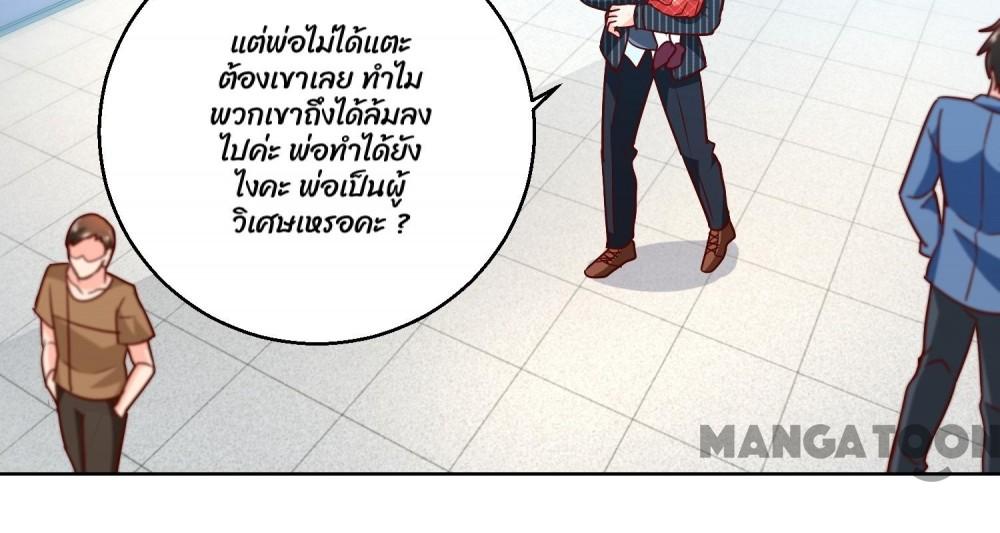 แต่พ่อไม่ได้แตะ
ต้องเขาเลย ทำไม
พวกเขาถึงได้ล้มลง
ไปค่ะ พ่อทำได้ยัง
ไงคะ พ่อเป็นผู้
วิเศษเหรอคะ ?
MANGA TOON